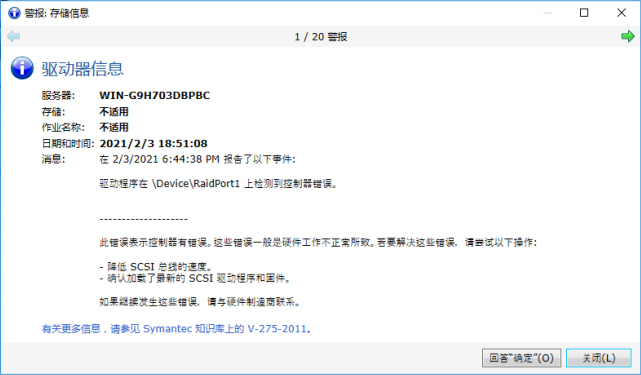 警报: 存储信息
1 / 20 警报
驱动器信息
服务器: WIN-G9H703DBPBC
存储: 不适用
作业名称: 不适用
日期和时间: 2021/2/3 18:51:08
消息: 在 2/3/2021 6:44:38 PM 报告了以下事件:
驱动程序在 \Device\RaidPort1 上检测到控制器错误。
--------------------
此错误表示控制器有错误。这些错误一般是硬件工作不正常所致。若要解决这些错误, 请尝试以下操作:
- 降低 SCSI 总线的速度。
- 确认加载了最新的 SCSI 驱动程序和固件。
如果继续发生这些错误, 请与硬件制造商联系。
有关更多信息，请参见 Symantec 知识库上的 V-275-2011。
回答“确定”(O) 关闭(L)